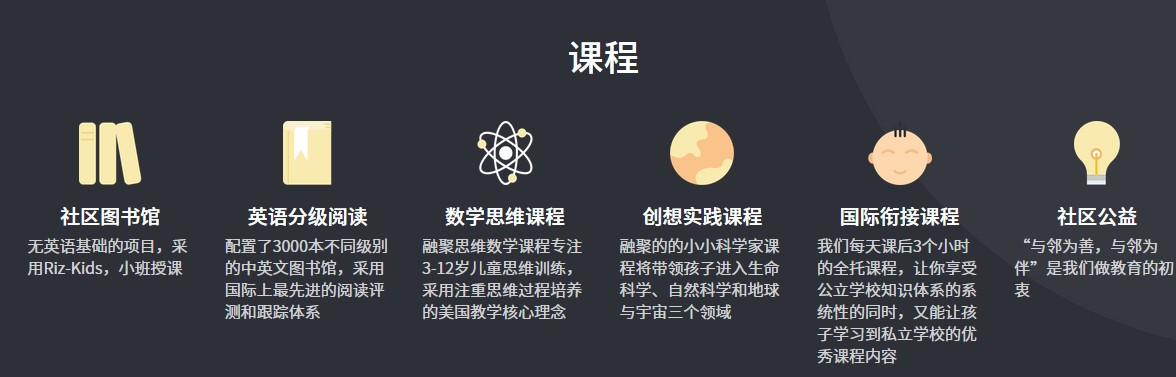 课程
社区图书馆
无英语基础的项目，采
用Riz-Kids，小班授课
英语分级阅读
配置了3000本不同级别
的中英文图书馆，采用
国际上最先进的阅读评
测和跟踪体系
数学思维课程
融聚思维数学课程专注
3-12岁儿童思维训练，
采用注重思维过程培养
的美国教学核心理念
创想实践课程
融聚的的小小科学家课
程将带领孩子进入生命
科学、自然科学和地球
与宇宙三个领域
国际衔接课程
我们每天课后3个小时
的全托课程，让你享受
公立学校知识体系的系
统性的同时，又能让孩
子学习到私立学校的优
秀课程内容
社区公益
“与邻为善，与邻为
伴”是我们做教育的初
衷